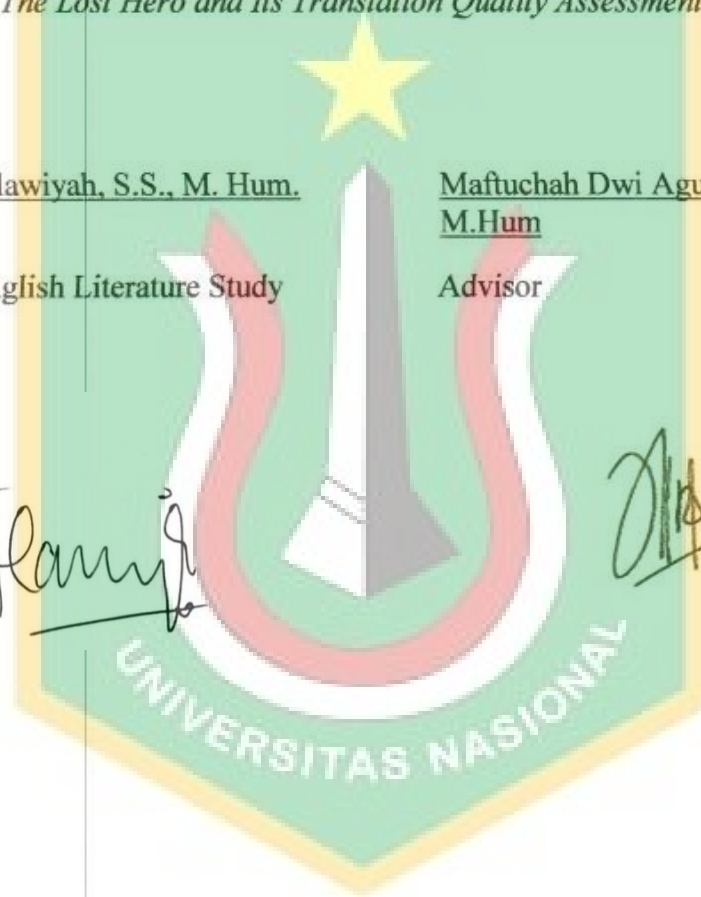 The Lost Hero and Its Translation Quality Assessment
lawiyah, S.S., M. Hum.
Maftuchah Dwi Agu
M.Hum
glish Literature Study
Advisor
UNIVERSITAS NASIONAL